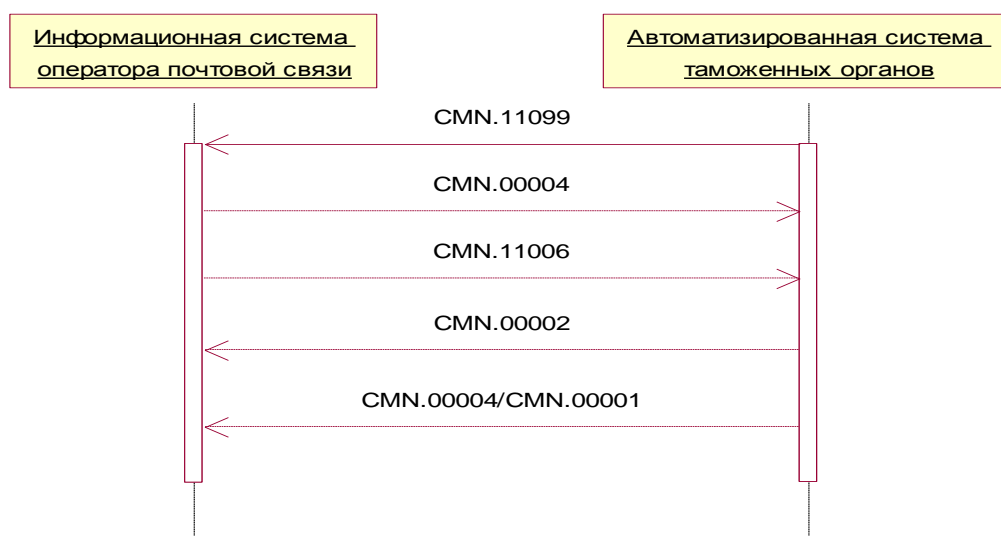 Информационная система
оператора почтовой связи
Автоматизированная система
таможенных органов
CMN.11099
CMN.00004
CMN.11006
CMN.00002
CMN.00004/CMN.00001